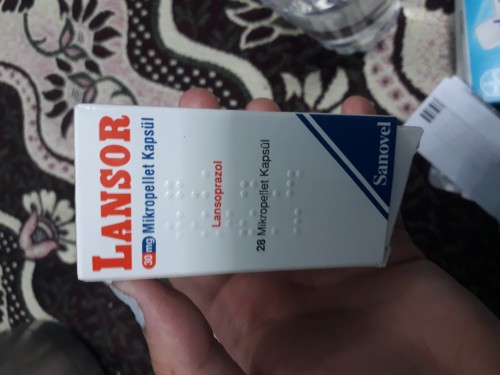 LANSOR
30 mg Mikropellet Kapsül
Lansoprazol
28 Mikropellet Kapsül
Sanovel